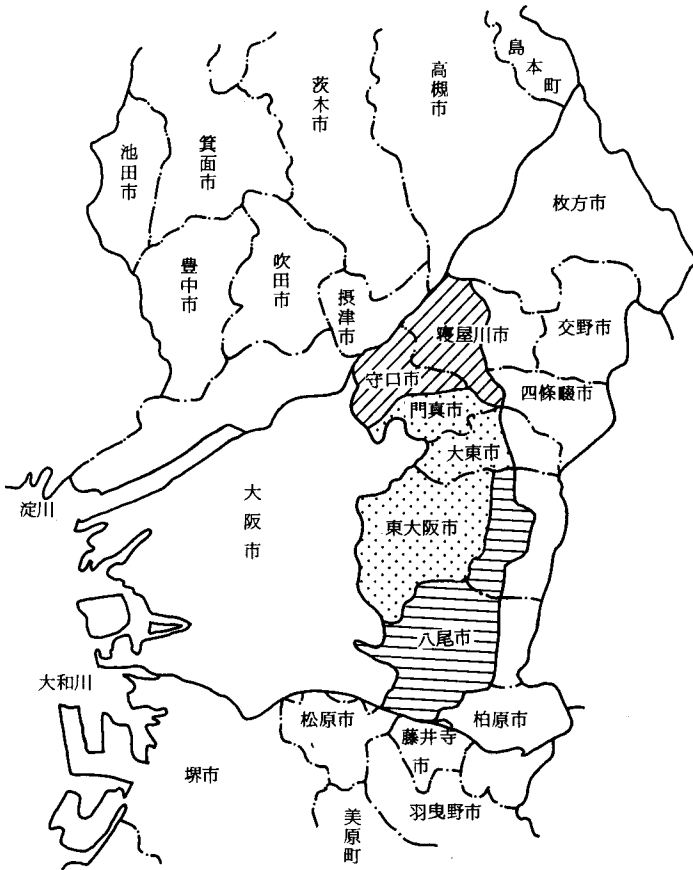 島本町
高槻市
茨木市
箕面市
池田市
枚方市
豊中市
吹田市
摂津市
寝屋川市
交野市
守口市
四條畷市
門真市
大東市
淀川
大阪市
東大阪市
八尾市
大和川
松原市
柏原市
藤井寺市
堺市
羽曳野市
美原町